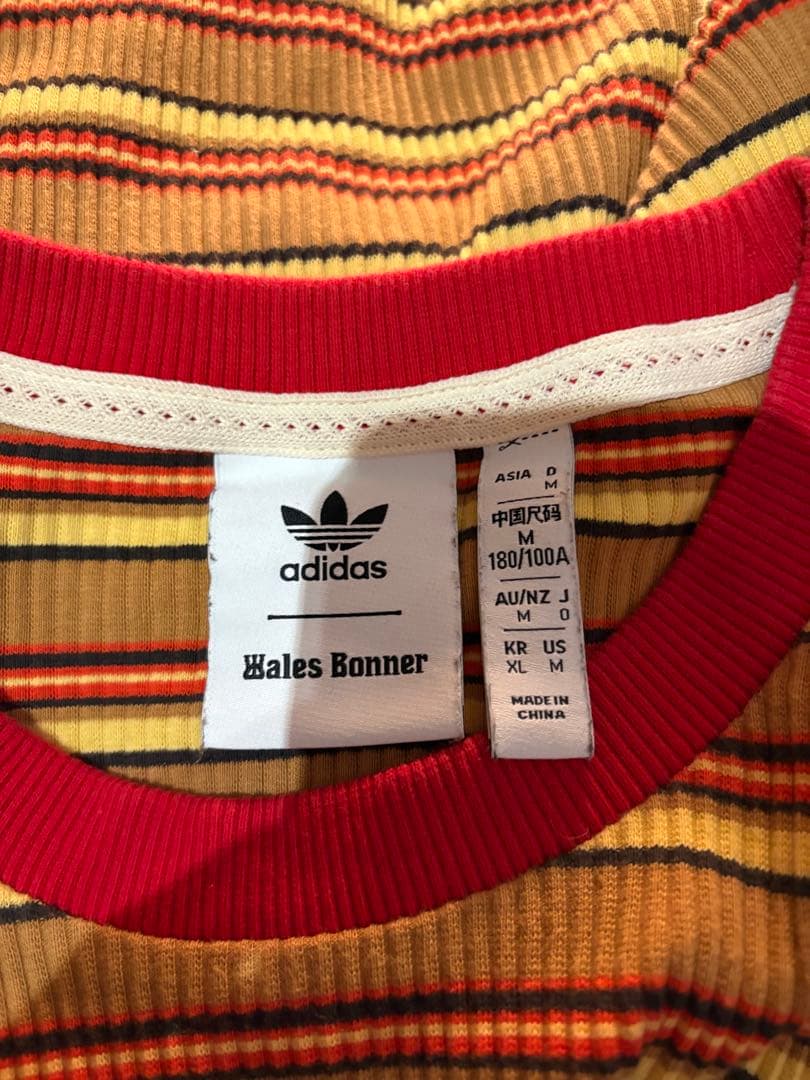 adidas
Wales Bonner
ASIA D
M
中国尺码
M
180/100A
AU/NZ J
M O
KR US
XL M
MADE IN
CHINA